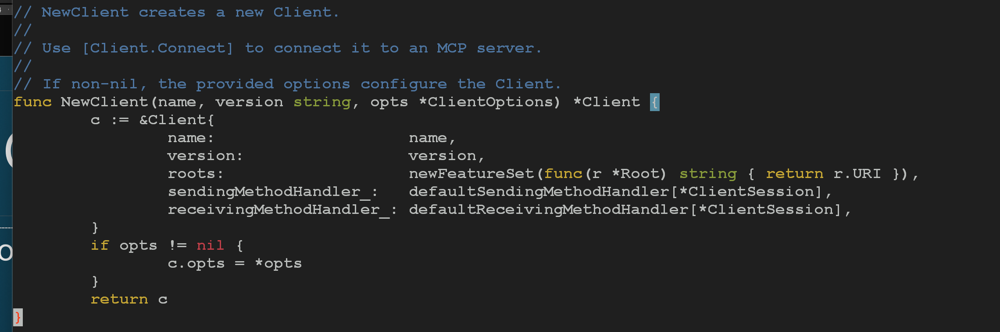 // NewClient creates a new Client.
//
// Use [Client.Connect] to connect it to an MCP server.
//
// If non-nil, the provided options configure the Client.
func NewClient(name, version string, opts *ClientOptions) *Client {
        c := &Client{
                name:                    name,
                version:                 version,
                roots:                   newFeatureSet(func(r *Root) string { return r.URI }),
                sendingMethodHandler_:   defaultSendingMethodHandler[*ClientSession],
                receivingMethodHandler_: defaultReceivingMethodHandler[*ClientSession],
        }
        if opts != nil {
                c.opts = *opts
        }
        return c
}